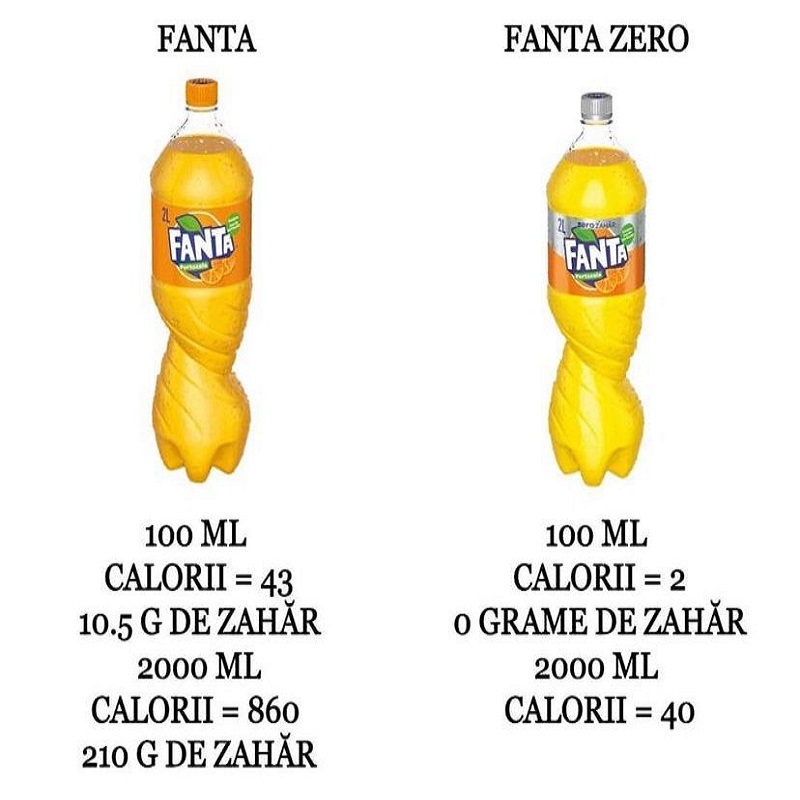 FANTA
2L
FANTA
Portocale
100 ML
CALORII = 43
10.5 G DE ZAHĂR
2000 ML
CALORII = 860
210 G DE ZAHĂR
FANTA ZERO
2L
ZERO ZAHĂR
FANTA
100 ML
CALORII = 2
0 GRAME DE ZAHĂR
2000 ML
CALORII = 40